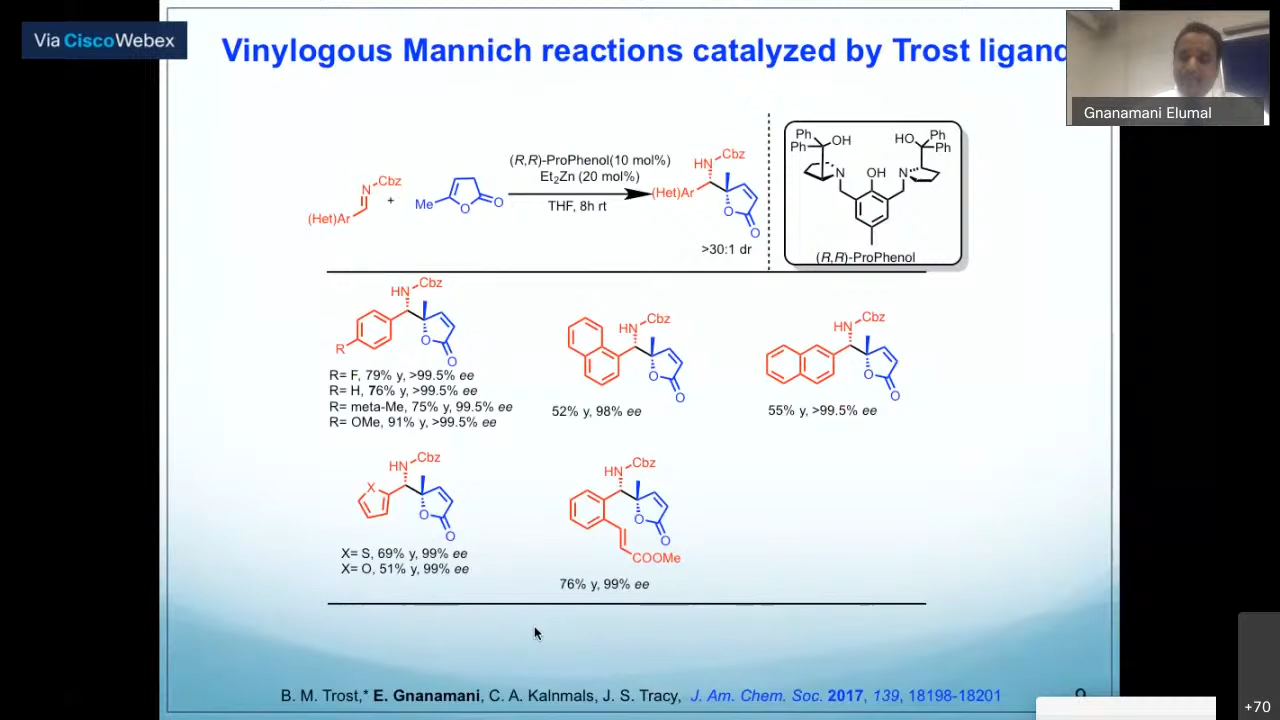 Via CiscoWebex
Vinylogous Mannich reactions catalyzed by Trost ligand
Gnanamani Elumal
(Het)Ar
N
Cbz
+
Me
O
O
(R,R)-ProPhenol(10 mol%)
Et2Zn (20 mol%)
THF, 8h rt
HN
Cbz
(Het)Ar
O
O
>30:1 dr
Ph
Ph
OH
HO
Ph
Ph
N
OH
N
(R,R)-ProPhenol
HN
Cbz
R
O
O
R= F, 79% y, >99.5% ee
R= H, 76% y, >99.5% ee
R= meta-Me, 75% y, 99.5% ee
R= OMe, 91% y, >99.5% ee
HN
Cbz
O
O
52% y, 98% ee
HN
Cbz
O
O
55% y, >99.5% ee
HN
Cbz
X
O
O
X= S, 69% y, 99% ee
X= O, 51% y, 99% ee
HN
Cbz
O
O
COOMe
76% y, 99% ee
B. M. Trost,* E. Gnanamani, C. A. Kalnmals, J. S. Tracy, J. Am. Chem. Soc. 2017, 139, 18198-18201
+70